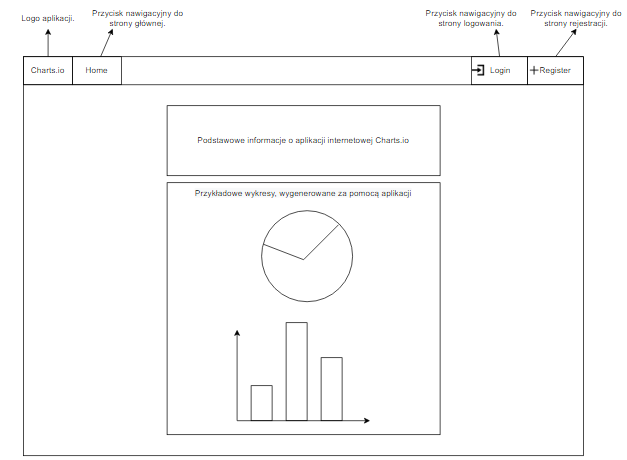 Logo aplikacji.
Przycisk nawigacyjny do
strony głównej.
Przycisk nawigacyjny do
strony logowania.
Przycisk nawigacyjny do
strony rejestracji.
Charts.io
Home
Login
Register
Podstawowe informacje o aplikacji internetowej Charts.io
Przykładowe wykresy, wygenerowane za pomocą aplikacji